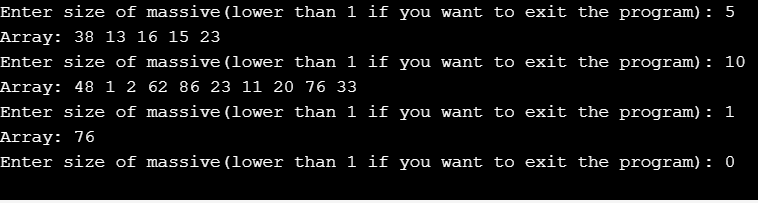 Enter size of massive(lower than 1 if you want to exit the program): 5
Array: 38 13 16 15 23
Enter size of massive(lower than 1 if you want to exit the program): 10
Array: 48 1 2 62 86 23 11 20 76 33
Enter size of massive(lower than 1 if you want to exit the program): 1
Array: 76
Enter size of massive(lower than 1 if you want to exit the program): 0